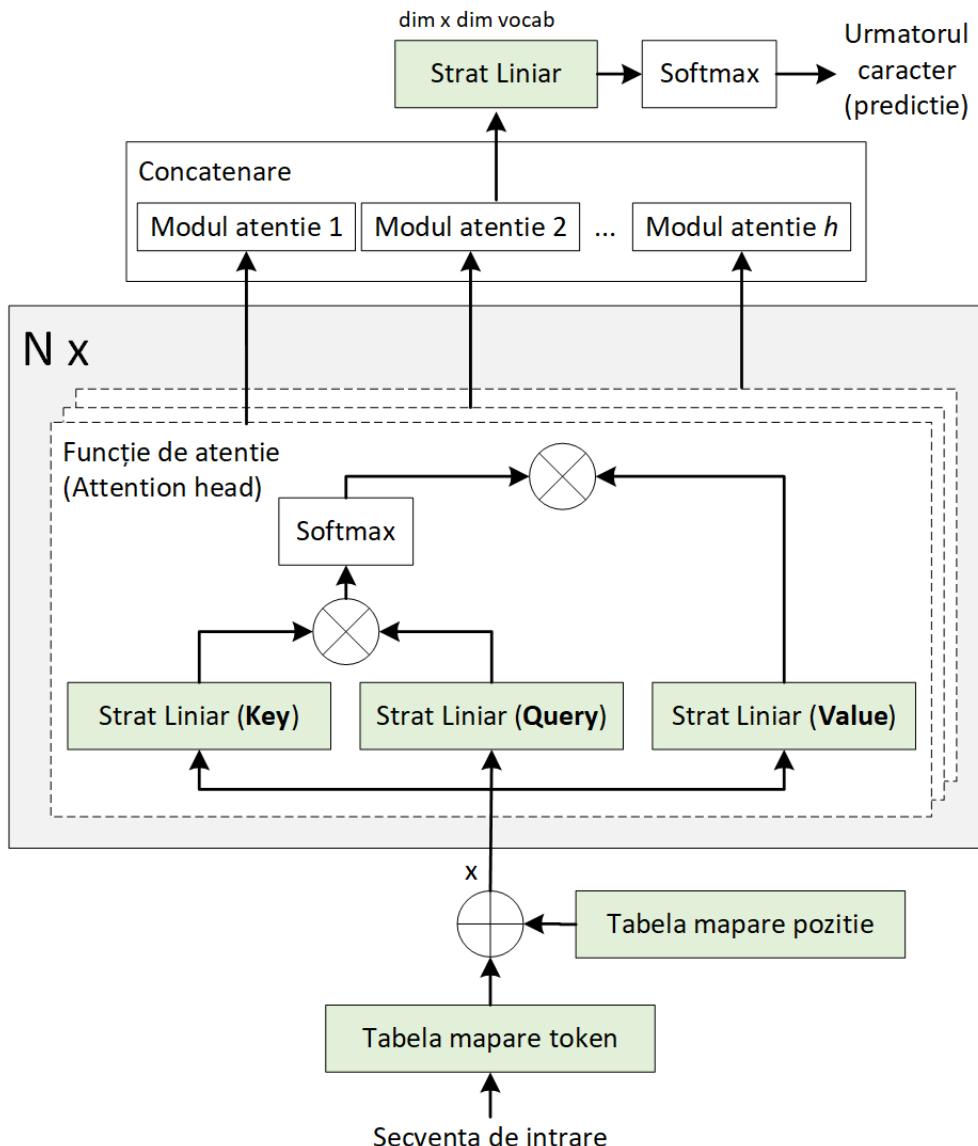 dim x dim vocab
Strat Liniar
Softmax
Urmatorul
caracter
(predictie)
Concatenare
Modul atentie 1
Modul atentie 2
...
Modul atentie h
N x
Funcție de atentie
(Attention head)
Softmax
Strat Liniar (Key)
Strat Liniar (Query)
Strat Liniar (Value)
x
Tabela mapare pozitie
Tabela mapare token
Secventa de intrare